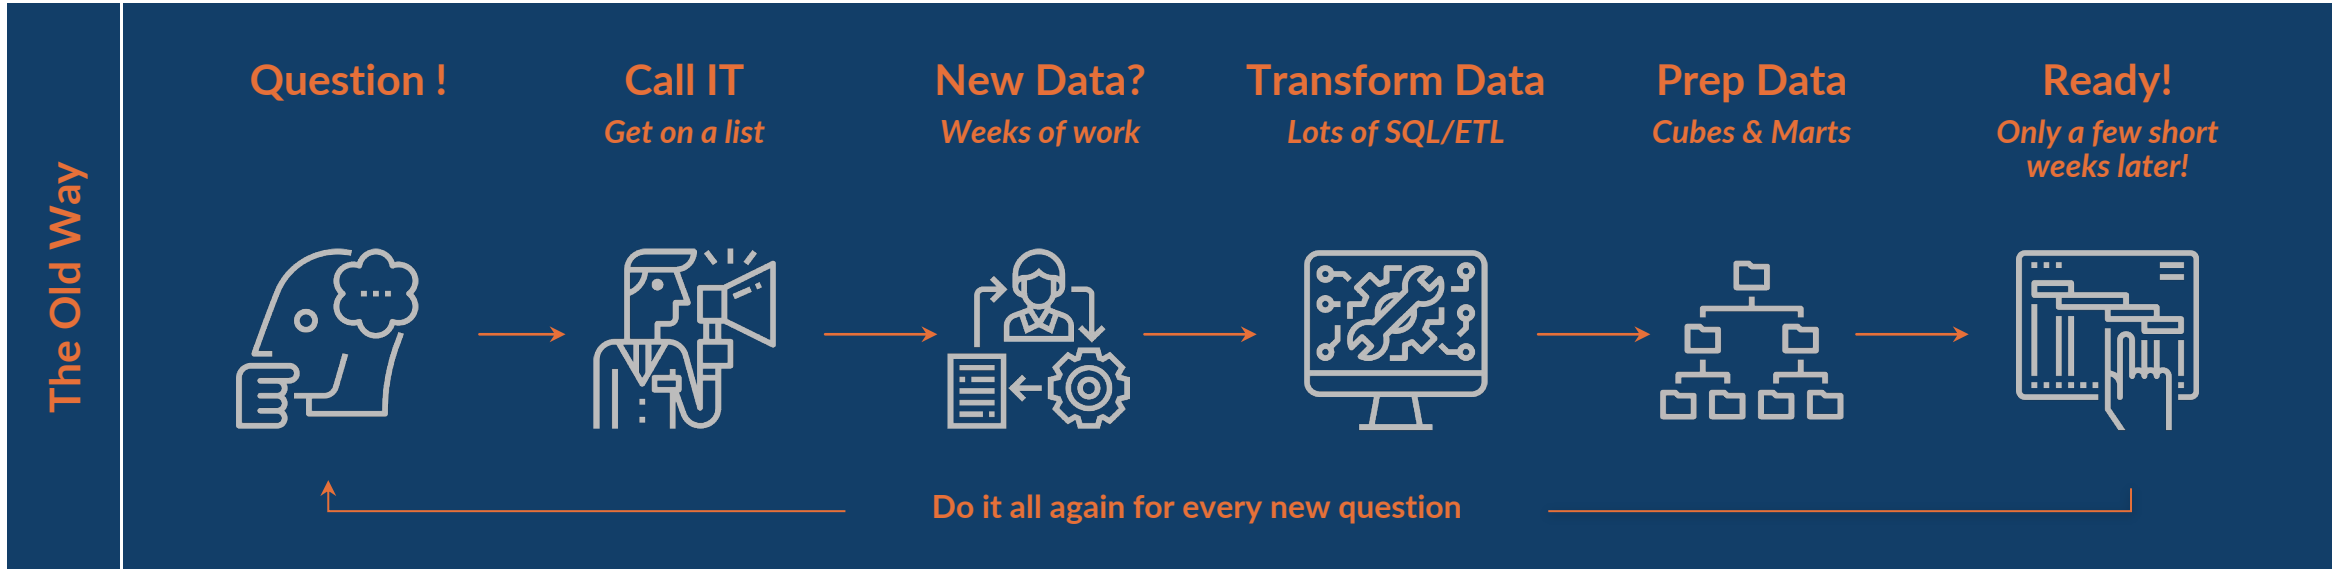 The Old Way
Question !
Call IT
Get on a list
New Data?
Weeks of work
Transform Data
Lots of SQL/ETL
Prep Data
Cubes & Marts
Ready!
Only a few short
weeks later!
Do it all again for every new question